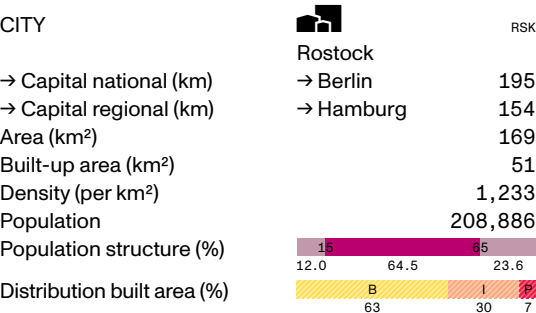 CITY RSK
Rostock
→ Capital national (km) → Berlin 195
→ Capital regional (km) → Hamburg 154
Area (km²) 169
Built-up area (km²) 51
Density (per km²) 1,233
Population 208,886
Population structure (%) 15 65
12.0 64.5 23.6
Distribution built area (%) B I P
63 30 7